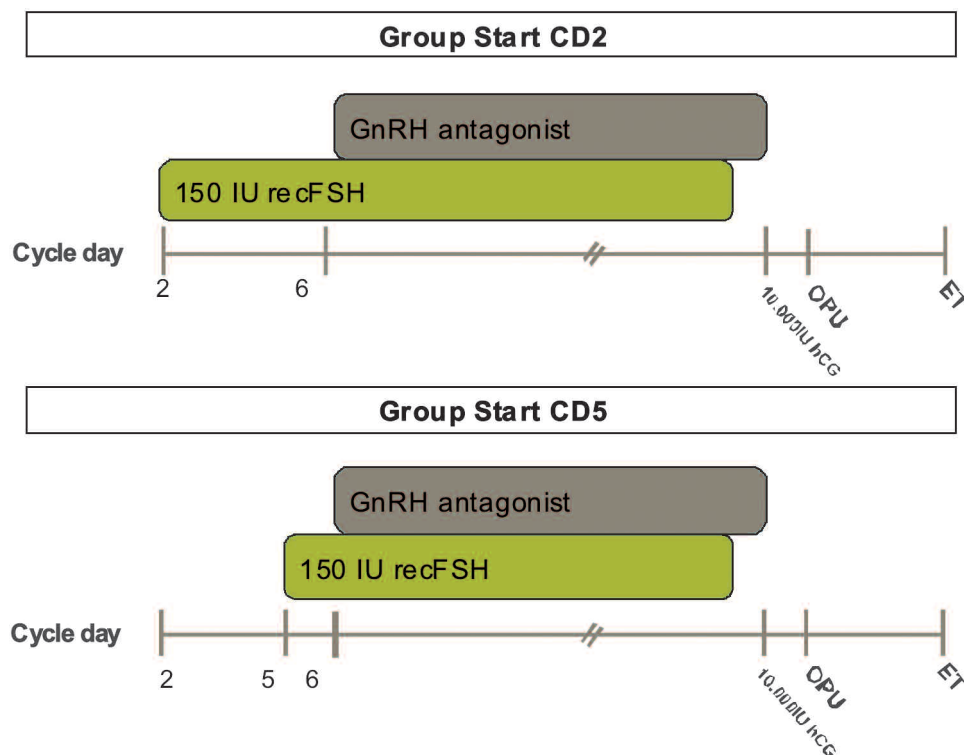 Group Start CD2
GnRH antagonist
150 IU recFSH
Cycle day
2
6
10.000IU hCG
OPU
ET
Group Start CD5
GnRH antagonist
150 IU recFSH
Cycle day
2
5
6
10.000IU hCG
OPU
ET